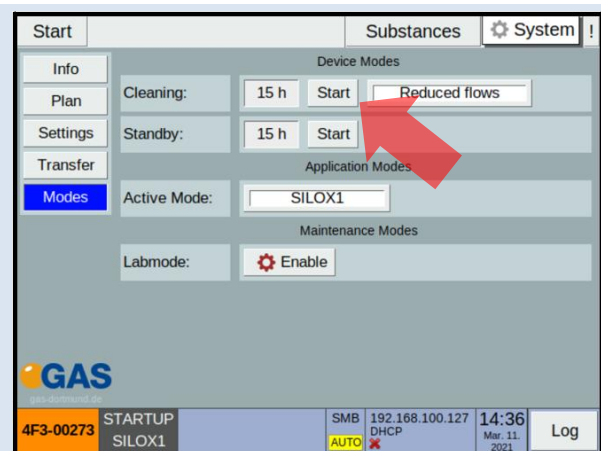 Start Substances System !
Info
Plan
Settings
Transfer
Modes
Device Modes
Cleaning: 15 h Start Reduced flows
Standby: 15 h Start
Application Modes
Active Mode: SILOX1
Maintenance Modes
Labmode: Enable
GAS
gas-dortmund.de
4F3-00273
STARTUP
SILOX1
SMB
AUTO
192.168.100.127
DHCP
14:36
Mar. 11.
2021
Log